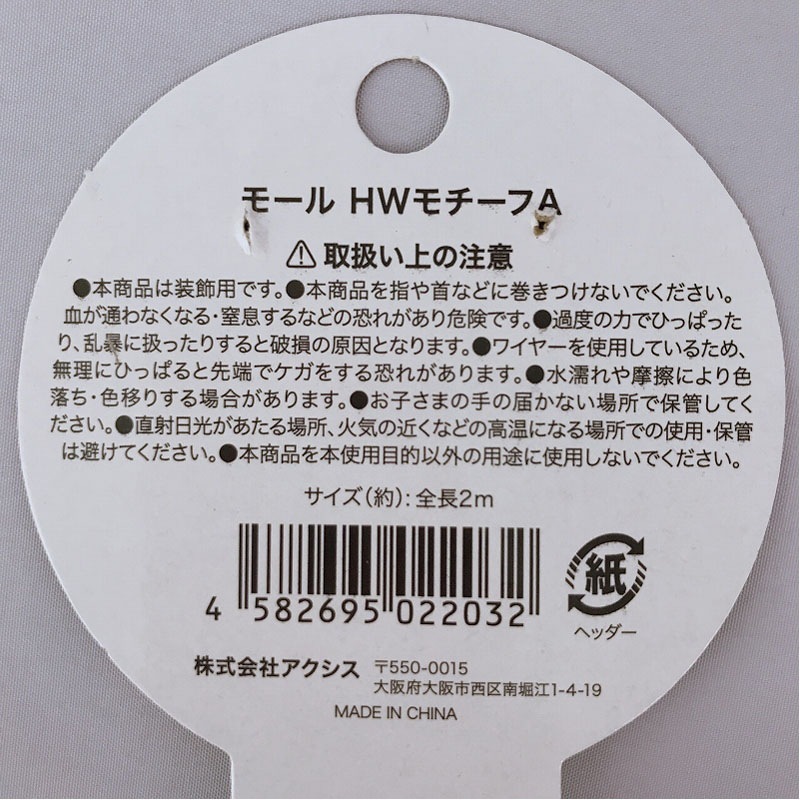 モール HWモチーフA
⚠取扱い上の注意
●本商品は装飾用です。●本商品を指や首などに巻きつけないでください。
血が通わなくなる・窒息するなどの恐れがあり危険です。●過度の力でひっぱった
り、乱暴に扱ったりすると破損の原因となります。●ワイヤーを使用しているため、
無理にひっぱると先端でケガをする恐れがあります。●水濡れや摩擦により色
落ち・色移りする場合があります。●お子さまの手の届かない場所で保管してく
ださい。●直射日光があたる場所、火気の近くなどの高温になる場所での使用・保管
は避けてください。●本商品を本使用目的以外の用途に使用しないでください。
サイズ(約):全長2m
4 582695 022032
紙
ヘッダー
株式会社アクシス 〒550-0015
大阪府大阪市西区南堀江1-4-19
MADE IN CHINA